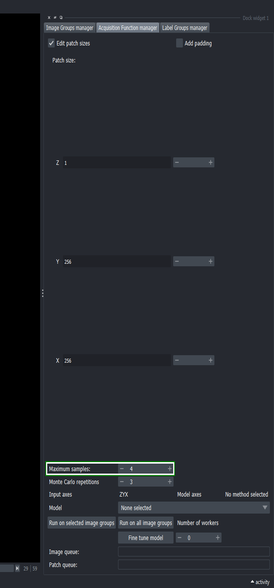 Dock widget 1
Image Groups manager Acquisition Function manager Label Groups manager
Edit patch sizes Add padding
Patch size:
Z 1 − +
Y 256 − +
X 256 − +
Maximum samples: − 4 +
Monte Carlo repetitions − 3 +
Input axes ZYX Model axes No method selected
Model None selected
Run on selected image groups Run on all image groups Number of workers
Fine tune model − 0 +
Image queue:
Patch queue:
activity